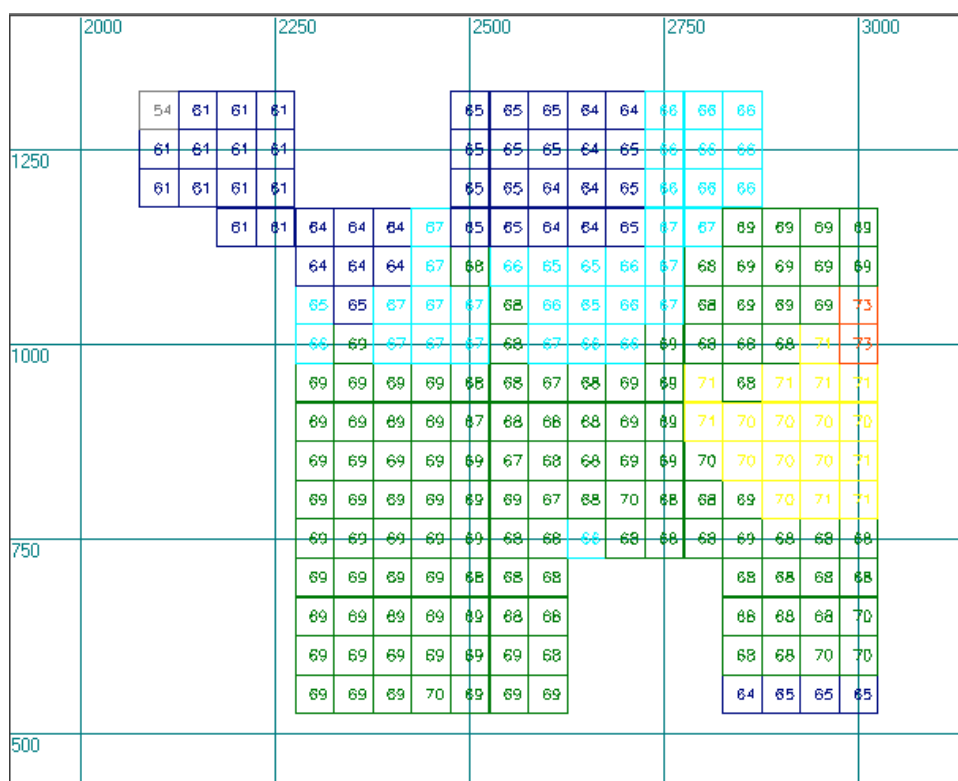 2000 2250 2500 2750 3000
54 61 61 61 65 65 65 64 64 66 66 66
1250
61 61 61 61 65 65 65 64 65 66 66 66
61 61 61 61 65 65 64 64 65 66 66 66
61 61 64 64 64 67 65 65 64 64 65 67 67 69 69 69 69
64 64 64 67 68 66 65 65 66 67 68 69 69 69 69
65 65 67 67 67 68 66 65 66 67 68 69 69 69 73
1000
66 69 67 67 67 68 67 66 66 69 68 68 68 71 73
69 69 69 69 68 68 67 68 69 69 71 68 71 71 71
69 69 69 69 67 68 66 68 69 69 71 70 70 70 70
69 69 69 69 69 67 68 68 69 69 70 70 70 70 71
69 69 69 69 69 69 67 68 70 68 68 69 70 71 71
750
69 69 69 69 69 68 68 66 68 68 68 69 68 68 68
69 69 69 69 68 68 68 68 68 68 68
69 69 69 69 69 68 66 66 68 68 70
69 69 69 69 69 69 68 68 68 70 70
69 69 69 70 69 69 69 64 65 65 65
500